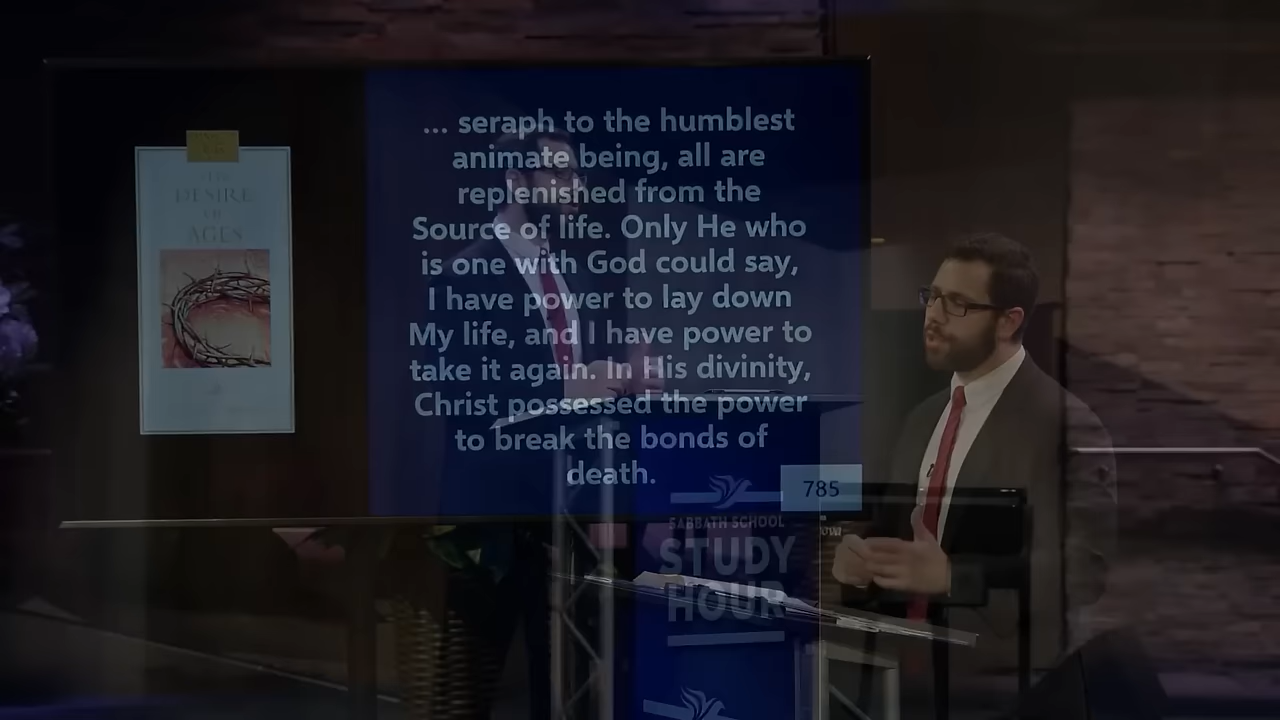 THE
DESIRE
OF
AGES
... seraph to the humblest
animate being, all are
replenished from the
Source of life. Only He who
is one with God could say,
I have power to lay down
My life, and I have power to
take it again. In His divinity,
Christ possessed the power
to break the bonds of
death.
785
SABBATH SCHOOL
STUDY
HOUR